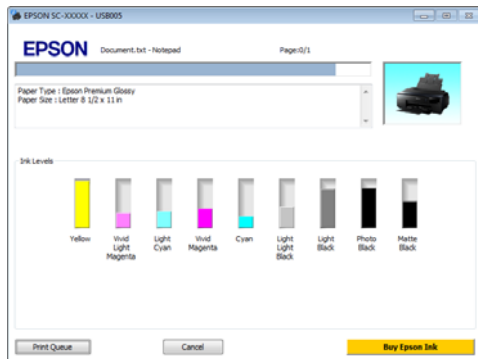 EPSON SC-XXXXX - USB005
EPSON Document.txt - Notepad Page:0/1
Paper Type : Epson Premium Glossy
Paper Size : Letter 8 1/2 x 11 in
Ink Levels
Yellow
Vivid Light Magenta
Light Cyan
Vivid Magenta
Cyan
Light Light Black
Light Black
Photo Black
Matte Black
Print Queue Cancel Buy Epson Ink